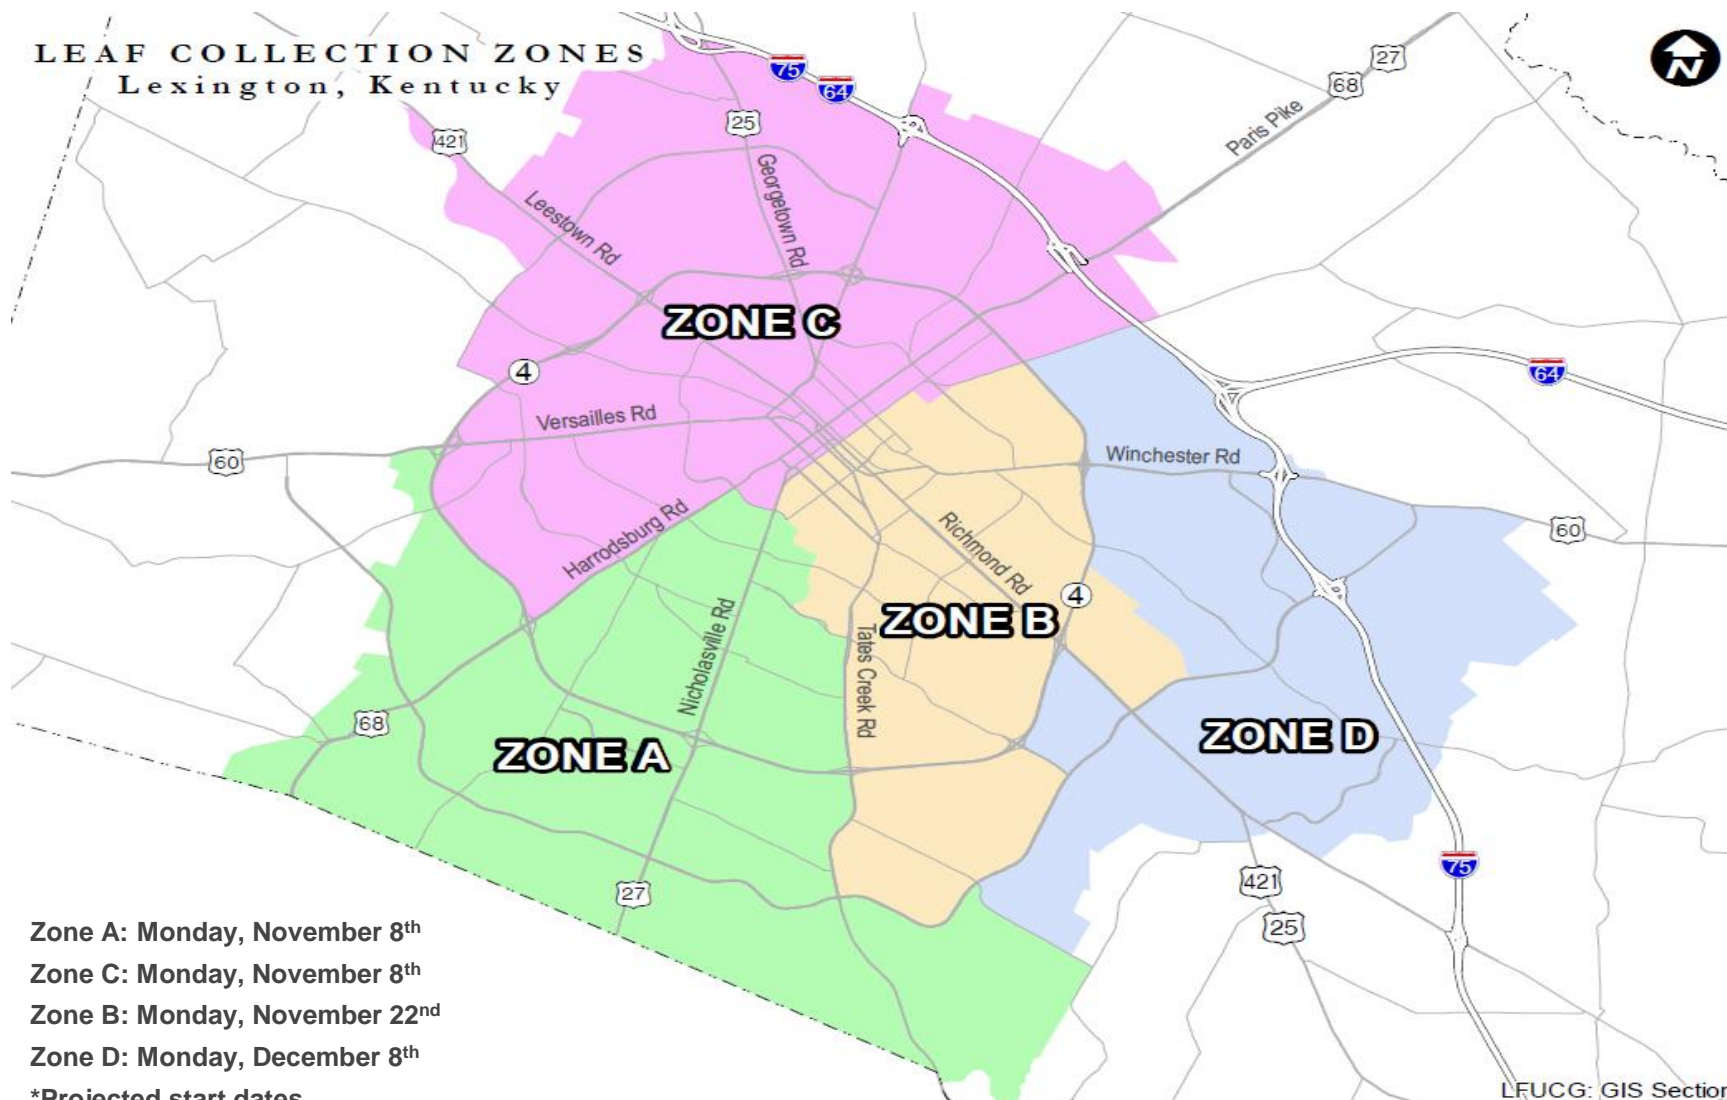 LEAF COLLECTION ZONES
Lexington, Kentucky
N
75
64
27
68
Paris Pike
25
421
Georgetown Rd
Leestown Rd
ZONE C
4
64
Versailles Rd
60
Winchester Rd
60
Harrodsburg Rd
Richmond Rd
4
ZONE B
Nicholasville Rd
Tates Creek Rd
68
ZONE A
ZONE D
75
421
27
25
Zone A: Monday, November 8th
Zone C: Monday, November 8th
Zone B: Monday, November 22nd
Zone D: Monday, December 8th
*Projected start dates
LFUCG: GIS Section